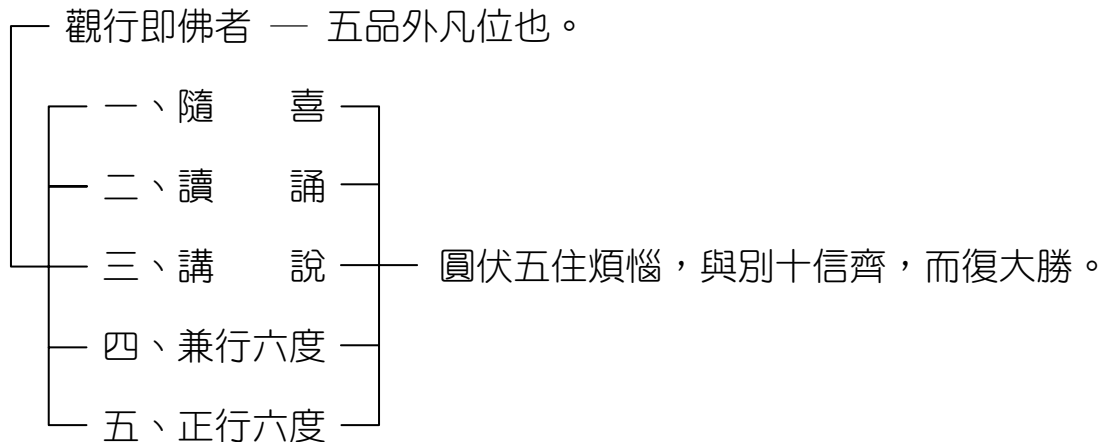 觀行即佛者 — 五品外凡位也。
一、隨　　喜
二、讀　　誦
三、講　　說
圓伏五住煩惱，與別十信齊，而復大勝。
四、兼行六度
五、正行六度